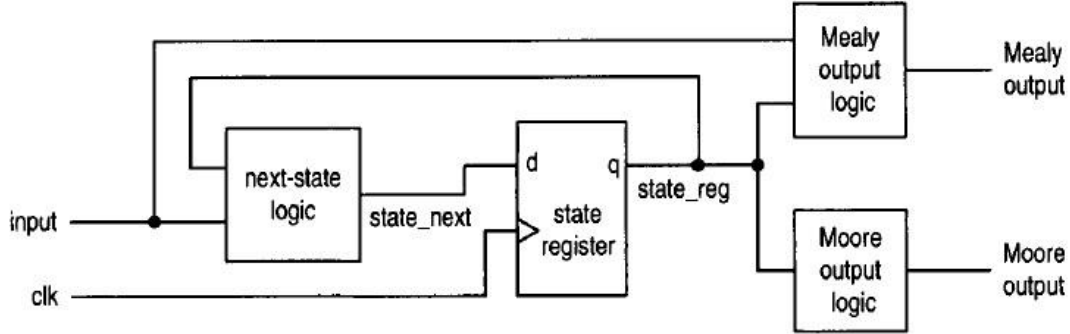 Mealy
output
logic
Mealy
output
next-state
logic
d
q
state
register
state_next
state_reg
input
clk
Moore
output
logic
Moore
output